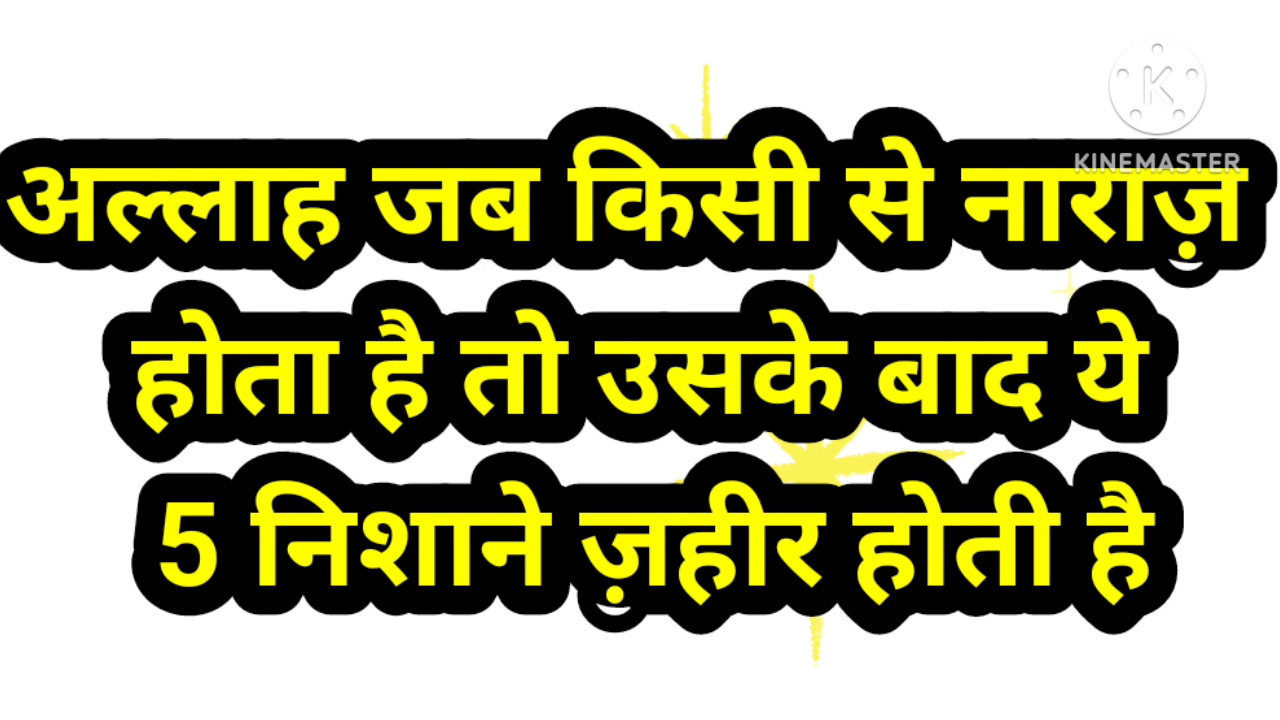 KINEMASTER
अल्लाह जब किसी से नाराज़
होता है तो उसके बाद ये
5 निशाने ज़हीर होती है